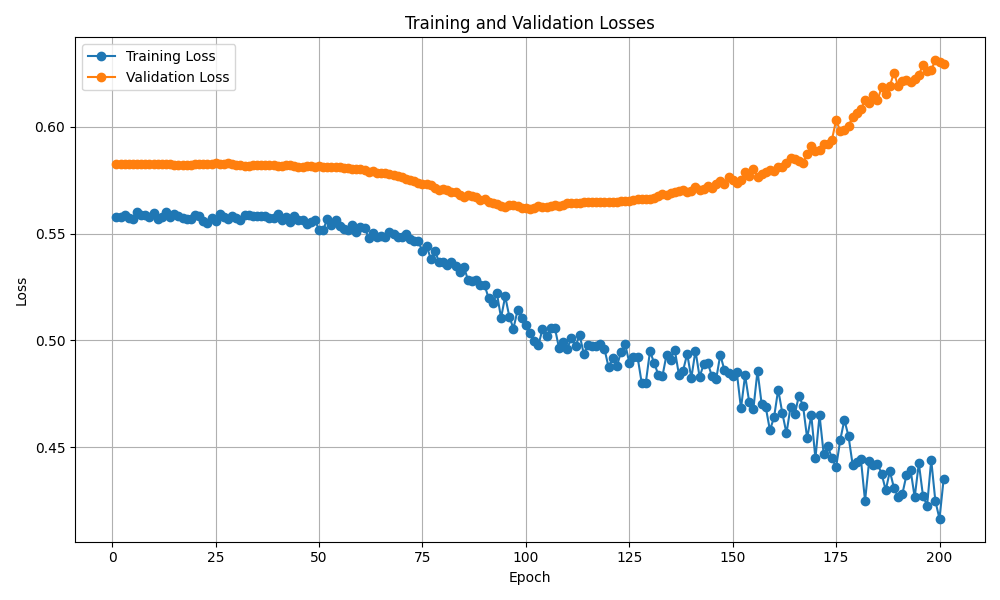 Training and Validation Losses
Training Loss
Validation Loss
Loss
0.60
0.55
0.50
0.45
0
25
50
75
100
125
150
175
200
Epoch